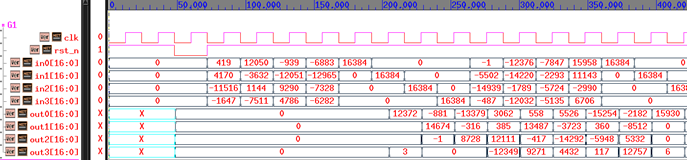 0 50,000 100,000 150,000 200,000 250,000 300,000 350,000 400,0
G1
clk 0
rst_n 1
in0[16:0] 0 0 419 12050 -939 -6883 16384 0 -1 -12376 -7847 15958 16384 0
in1[16:0] 0 0 4170 -3632 -12051 -12965 0 16384 0 -5502 -14220 -2293 11143 0 16384 0
in2[16:0] 0 0 -11516 1144 9290 -7328 0 16384 0 -14939 -1789 -5724 -2990 0 1638
in3[16:0] 0 0 -1647 -7511 4786 -6282 0 16384 -487 -12032 -5135 6706 0
out0[16:0] X X 0 12372 -881 -13379 3062 558 5526 -15254 -2182 15930
out1[16:0] X X 0 14674 -316 385 13487 -3723 360 -8512 0
out2[16:0] X X 0 -1 8728 12111 -417 -12444 -558 5332 0
out3[16:0] X X 0 3 0 -12349 9271 4432 117 12757 6